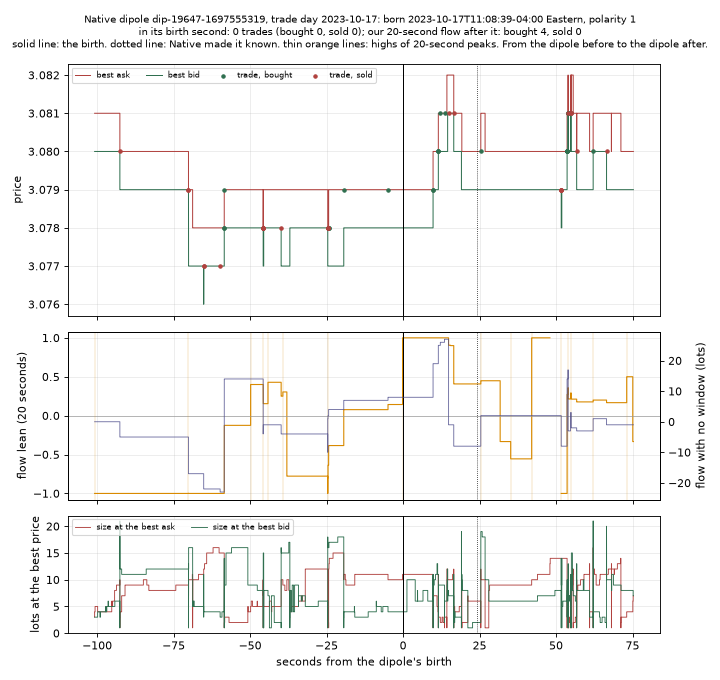 Native dipole dip-19647-1697555319, trade day 2023-10-17: born 2023-10-17T11:08:39-04:00 Eastern, polarity 1
in its birth second: 0 trades (bought 0, sold 0); our 20-second flow after it: bought 4, sold 0
solid line: the birth. dotted line: Native made it known. thin orange lines: highs of 20-second peaks. From the dipole before to the dipole after.
best ask
best bid
trade, bought
trade, sold
3.082
3.081
3.080
3.079
3.078
3.077
3.076
price
1.0
0.5
0.0
−0.5
−1.0
flow lean (20 seconds)
20
10
0
−10
−20
flow with no window (lots)
size at the best ask
size at the best bid
20
15
10
5
0
lots at the best price
−100
−75
−50
−25
0
25
50
75
seconds from the dipole's birth